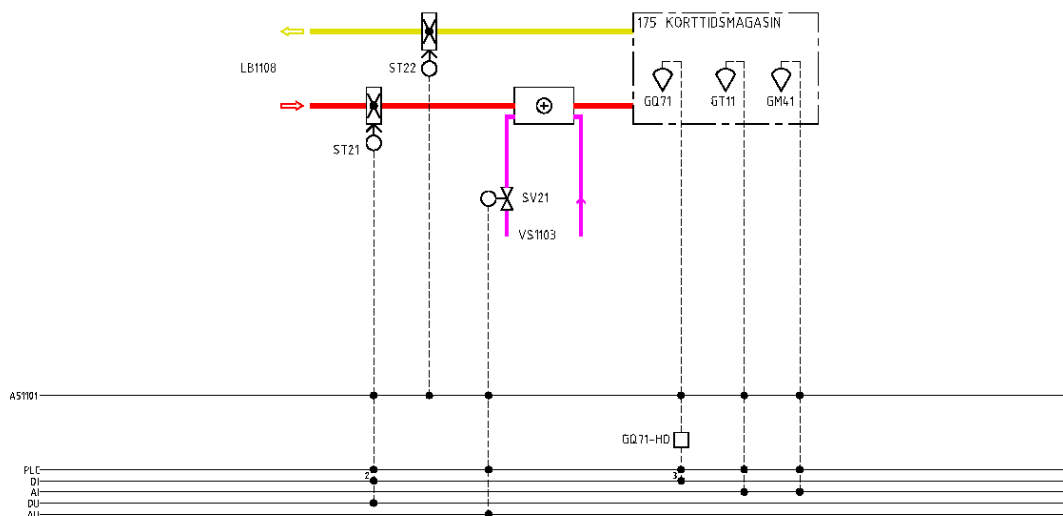 175 KORTTIDSMAGASIN
LB1108
ST22
GQ71
GT11
GM41
ST21
SV21
VS1103
AS1101
GQ71-HD
PLC
2
3
DI
AI
DU
AU